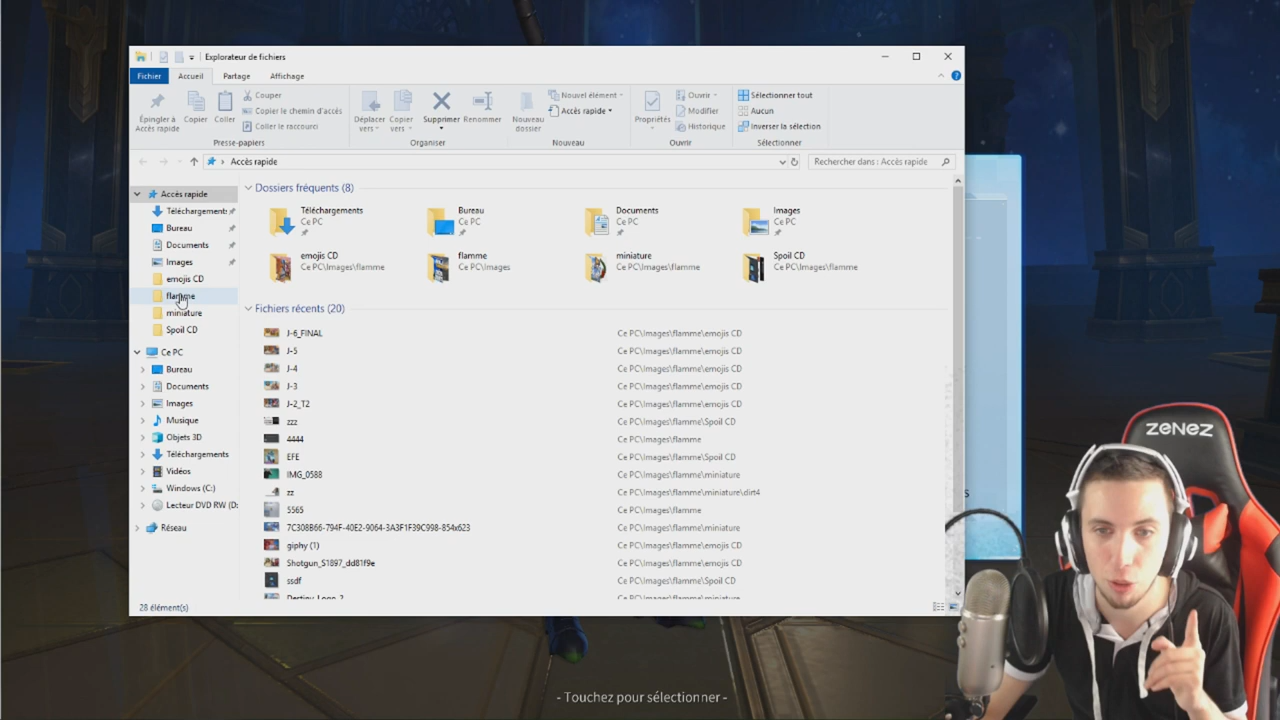 Explorateur de fichiers
Fichier Accueil Partage Affichage
Épingler à Accès rapide
Copier
Coller
Couper
Copier le chemin d'accès
Coller le raccourci
Déplacer vers
Copier vers
Supprimer
Renommer
Nouveau dossier
Nouvel élément
Accès rapide
Propriétés
Ouvrir
Modifier
Historique
Sélectionner tout
Aucun
Inverser la sélection
Presse-papiers Organiser Nouveau Ouvrir Sélectionner
Accès rapide
Rechercher dans : Accès rapide
Accès rapide
Téléchargements
Bureau
Documents
Images
emojis CD
flamme
miniature
Spoil CD
Ce PC
Bureau
Documents
Images
Musique
Objets 3D
Téléchargements
Vidéos
Windows (C:)
Lecteur DVD RW (D:
Réseau
Dossiers fréquents (8)
Téléchargements
Ce PC
Bureau
Ce PC
Documents
Ce PC
Images
Ce PC
emojis CD
Ce PC\Images\flamme
flamme
Ce PC\Images
miniature
Ce PC\Images\flamme
Spoil CD
Ce PC\Images\flamme
Fichiers récents (20)
J-6_FINAL Ce PC\Images\flamme\emojis CD
J-5 Ce PC\Images\flamme\emojis CD
J-4 Ce PC\Images\flamme\emojis CD
J-3 Ce PC\Images\flamme\emojis CD
J-2_T2 Ce PC\Images\flamme\emojis CD
zzz Ce PC\Images\flamme\Spoil CD
4444 Ce PC\Images\flamme
EFE Ce PC\Images\flamme\Spoil CD
IMG_0588 Ce PC\Images\flamme\miniature
zz Ce PC\Images\flamme\miniature\dirt4
5565 Ce PC\Images\flamme
7C308B66-794F-40E2-9064-3A3F1F39C998-854x623 Ce PC\Images\flamme\miniature
giphy (1) Ce PC\Images\flamme\emojis CD
Shotgun_S1897_dd81f9e Ce PC\Images\flamme\emojis CD
ssdf Ce PC\Images\flamme\Spoil CD
Destiny_Logo_2 Ce PC\Images\flamme\miniature
28 élément(s)
ZENEZ
- Touchez pour sélectionner -